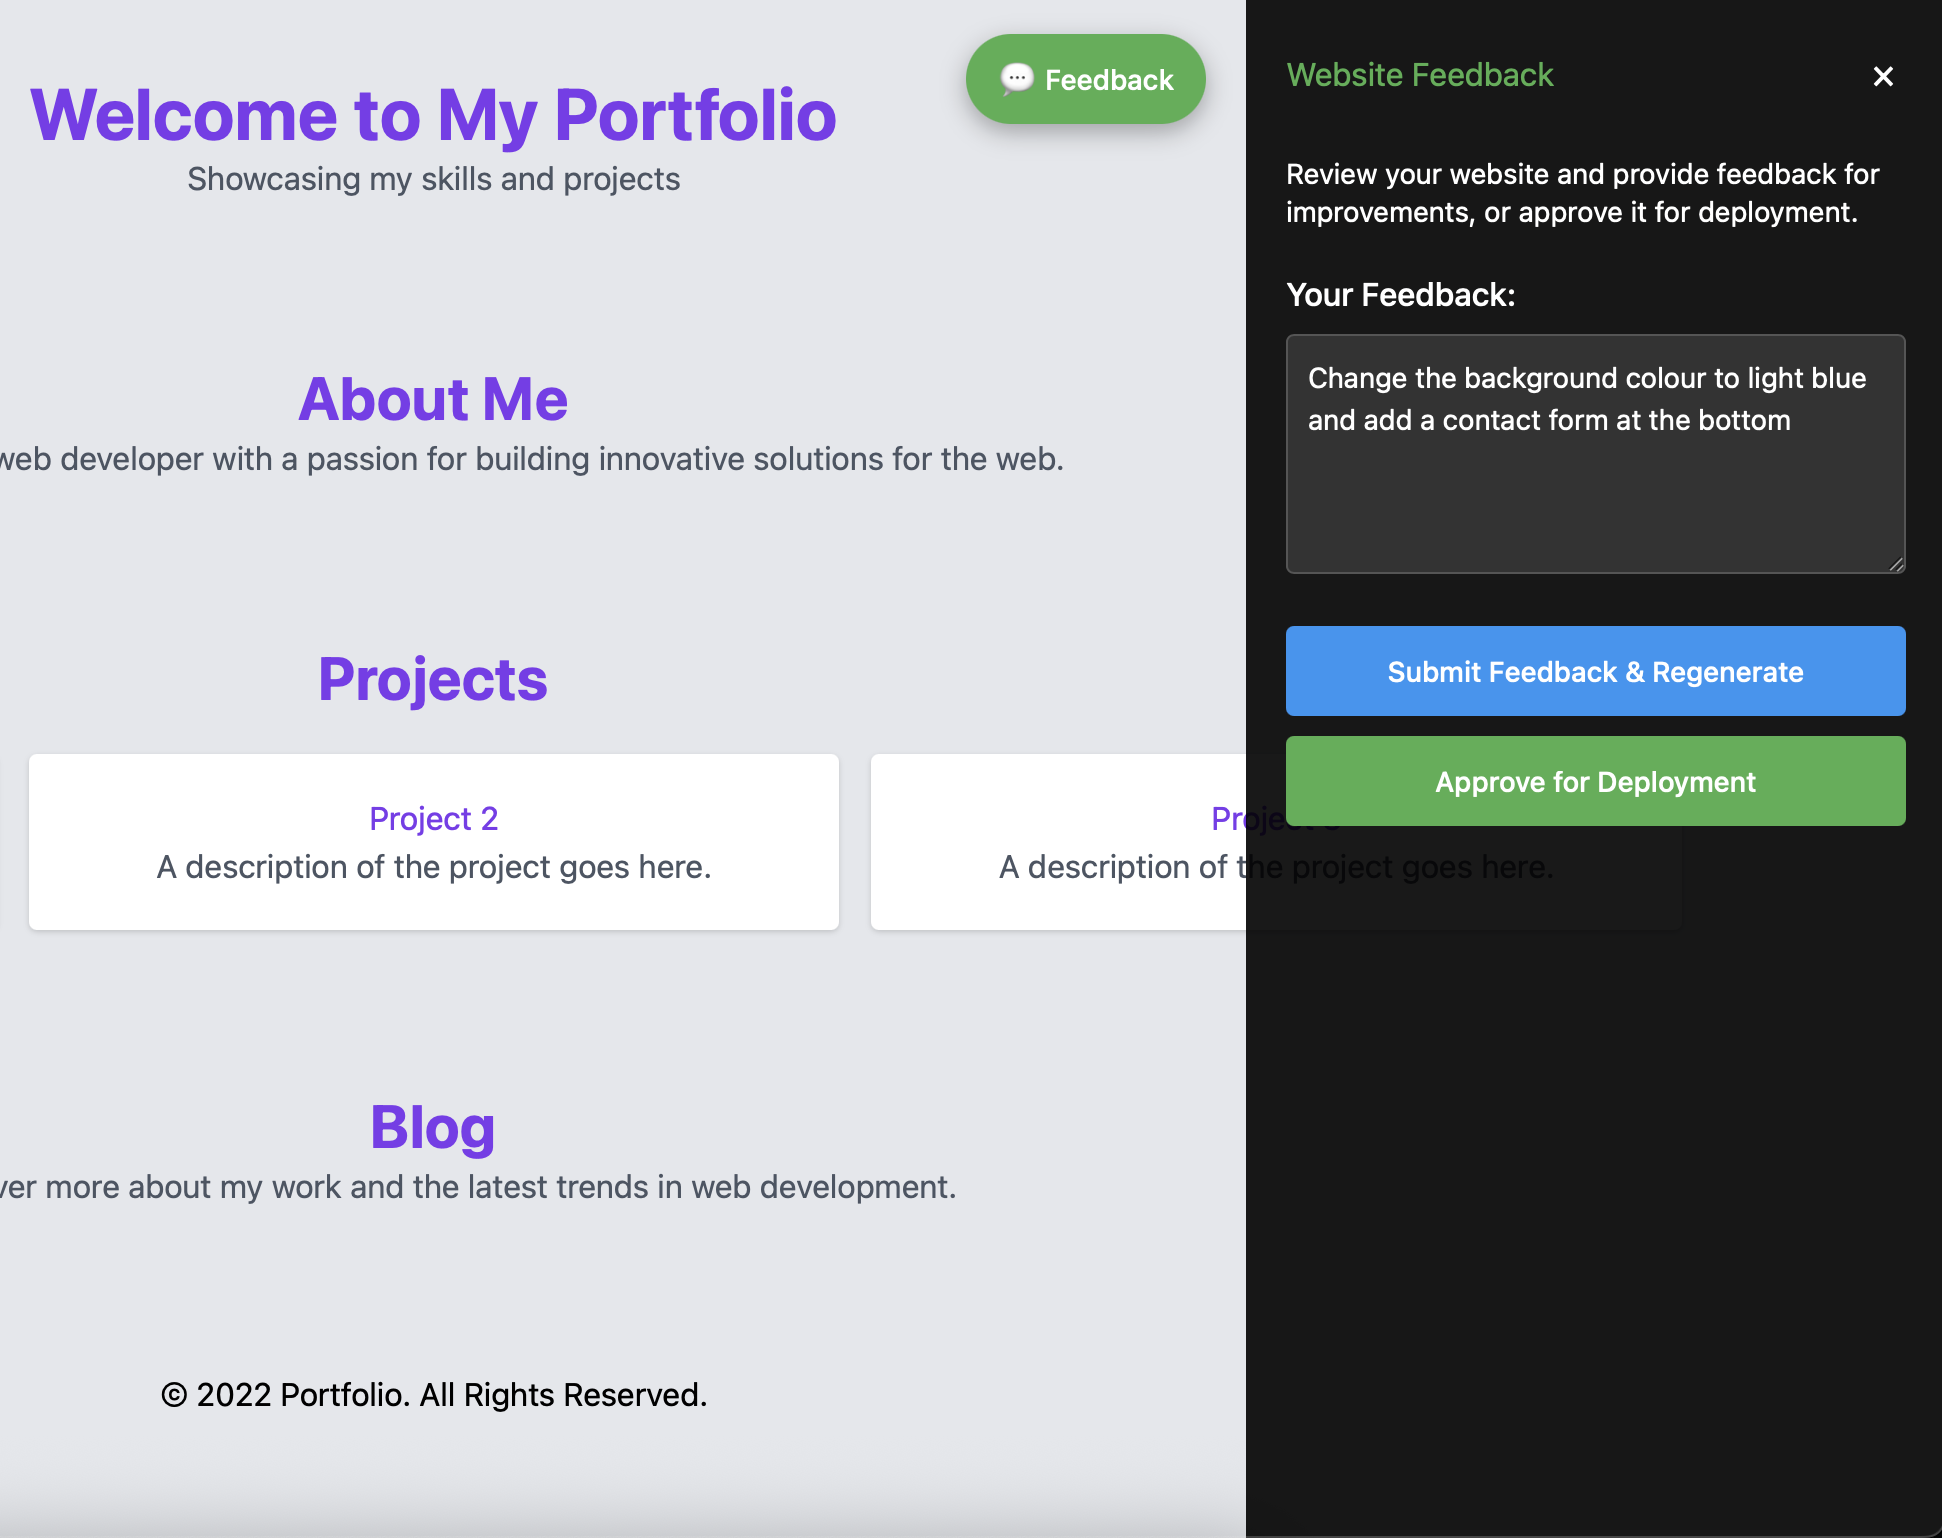 Welcome to My Portfolio
Showcasing my skills and projects
💬 Feedback
About Me
web developer with a passion for building innovative solutions for the web.
Projects
Project 2
A description of the project goes here.
Project 3
A description of the project goes here.
Blog
more about my work and the latest trends in web development.
© 2022 Portfolio. All Rights Reserved.
Website Feedback
×
Review your website and provide feedback for
improvements, or approve it for deployment.
Your Feedback:
Change the background colour to light blue
and add a contact form at the bottom
Submit Feedback & Regenerate
Approve for Deployment